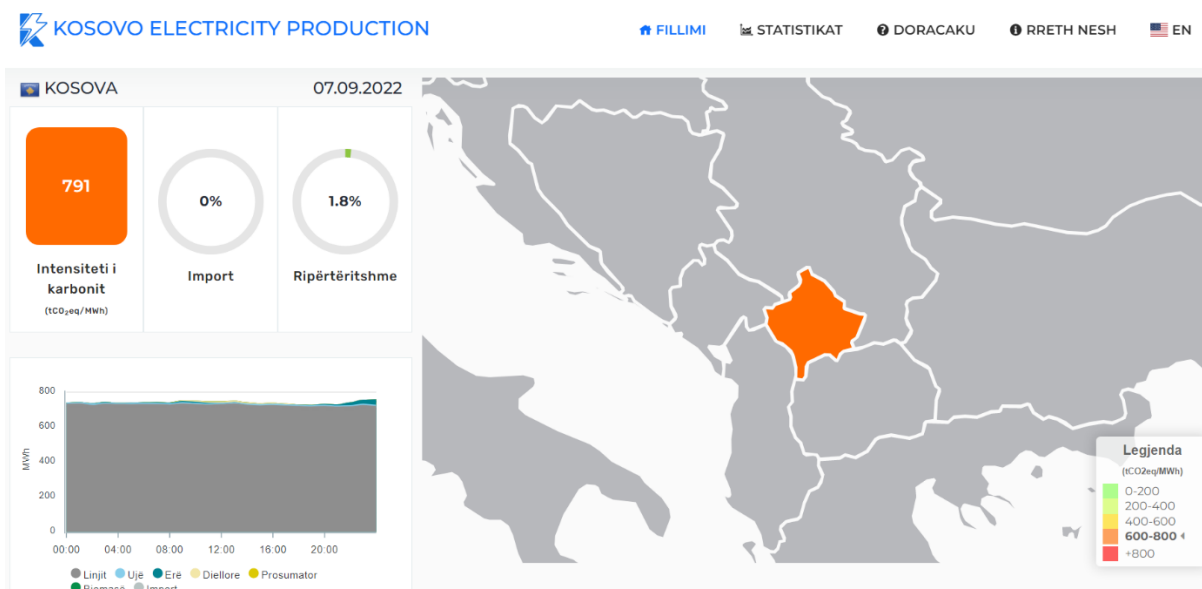 KOSOVO ELECTRICITY PRODUCTION
FILLIMI STATISTIKAT DORACAKU RRETH NESH EN
KOSOVA 07.09.2022
791
0%
1.8%
Intensiteti i
karbonit
(tCO₂eq/MWh)
Import
Ripërtëritshme
800
600
400
200
0
MWh
00:00 04:00 08:00 12:00 16:00 20:00
Linjit Ujë Erë Diellore Prosumator
Biomasë Import
Legjenda
(tCO2eq/MWh)
0-200
200-400
400-600
600-800
+800